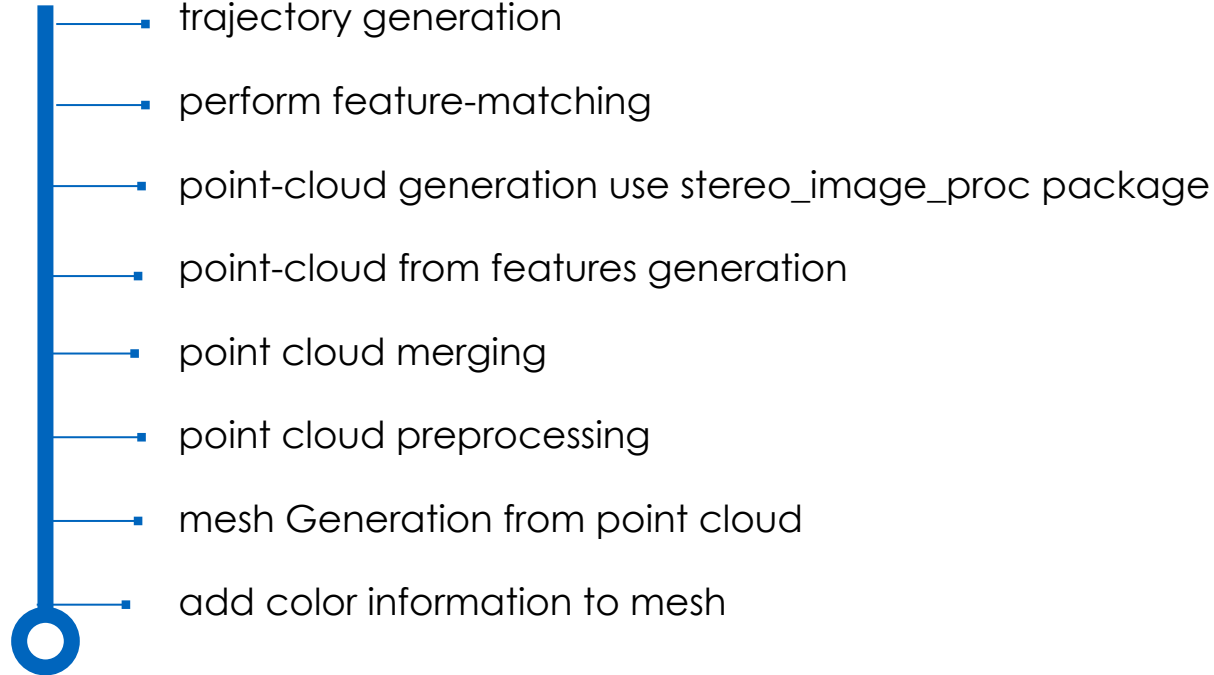 trajectory generation
perform feature-matching
point-cloud generation use stereo_image_proc package
point-cloud from features generation
point cloud merging
point cloud preprocessing
mesh Generation from point cloud
add color information to mesh